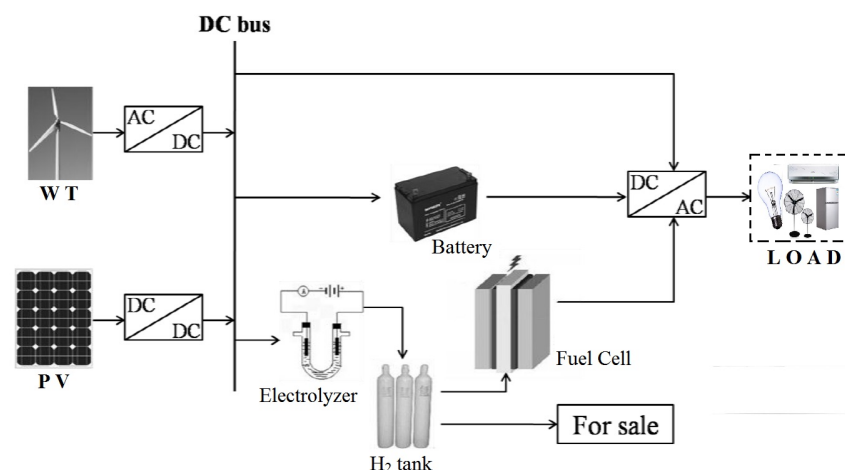 DC bus
AC
DC
W T
Battery
DC
AC
L O A D
DC
DC
P V
A
Electrolyzer
Fuel Cell
For sale
H₂ tank